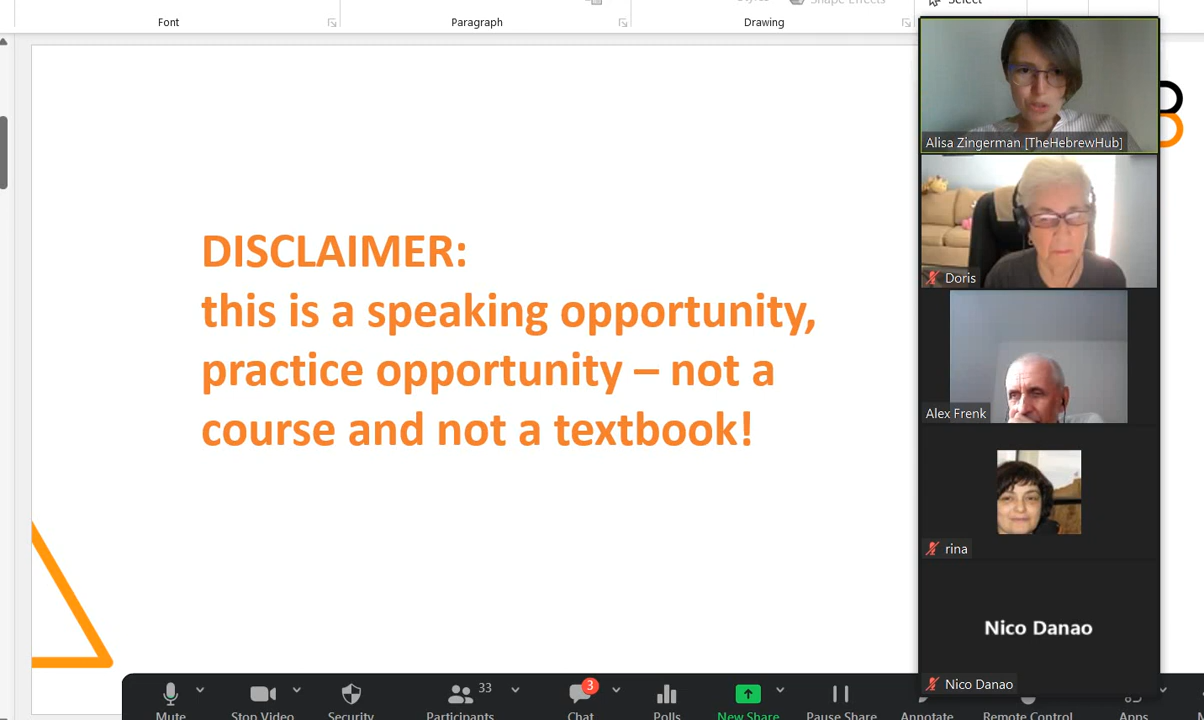 Select
Shape Effects
Font
Paragraph
Drawing
DISCLAIMER:
this is a speaking opportunity,
practice opportunity – not a
course and not a textbook!
Alisa Zingerman [TheHebrewHub]
Doris
Alex Frenk
rina
Nico Danao
Nico Danao
33
3
Mute
Stop Video
Security
Participants
Chat
Polls
New Share
Pause Share
Annotate
Remote Control
Apps